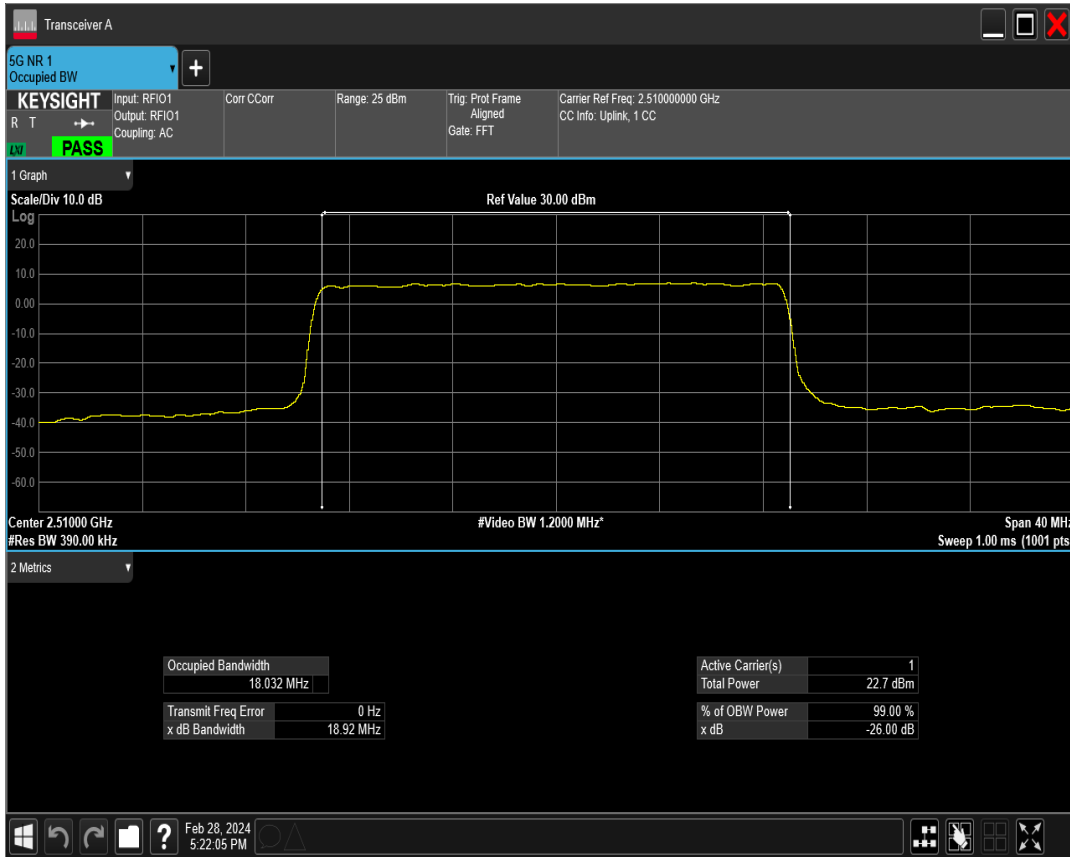 Transceiver A
5G NR 1
Occupied BW
KEYSIGHT
R T
LXI
PASS
Input: RFIO1
Output: RFIO1
Coupling: AC
Corr CCorr
Range: 25 dBm
Trig: Prot Frame
Aligned
Gate: FFT
Carrier Ref Freq: 2.510000000 GHz
CC Info: Uplink, 1 CC
1 Graph
Scale/Div 10.0 dB
Ref Value 30.00 dBm
Log
20.0
10.0
0.00
-10.0
-20.0
-30.0
-40.0
-50.0
-60.0
Center 2.51000 GHz
#Video BW 1.2000 MHz*
Span 40 MHz
#Res BW 390.00 kHz
Sweep 1.00 ms (1001 pts
2 Metrics
Occupied Bandwidth
18.032 MHz
Transmit Freq Error 0 Hz
x dB Bandwidth 18.92 MHz
Active Carrier(s) 1
Total Power 22.7 dBm
% of OBW Power 99.00 %
x dB -26.00 dB
?
Feb 28, 2024
5:22:05 PM